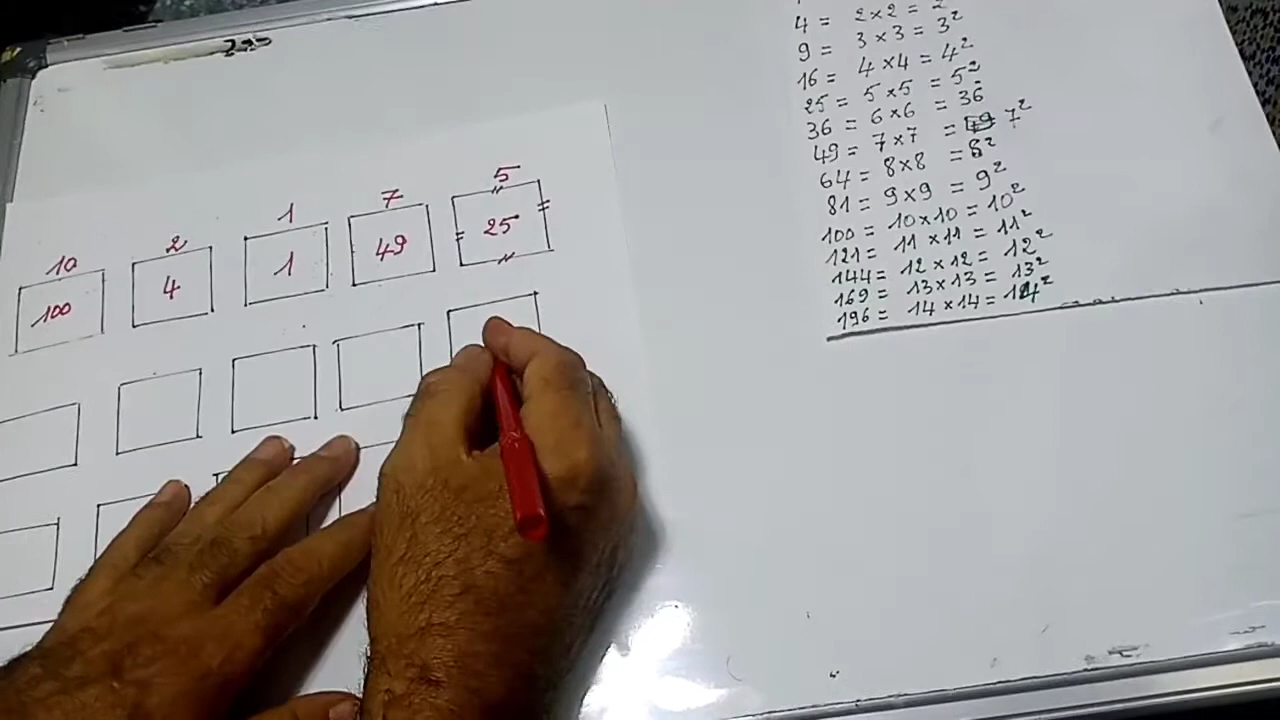 10 2 1 7 5
100 4 1 49 25
4 = 2×2 = 2
9 = 3×3 = 3²
16 = 4×4 = 4²
25 = 5×5 = 5²
36 = 6×6 = 36
49 = 7×7 = 7²
64 = 8×8 = 8²
81 = 9×9 = 9²
100 = 10×10 = 10²
121 = 11×11 = 11²
144 = 12×12 = 12²
169 = 13×13 = 13²
196 = 14×14 = 14²